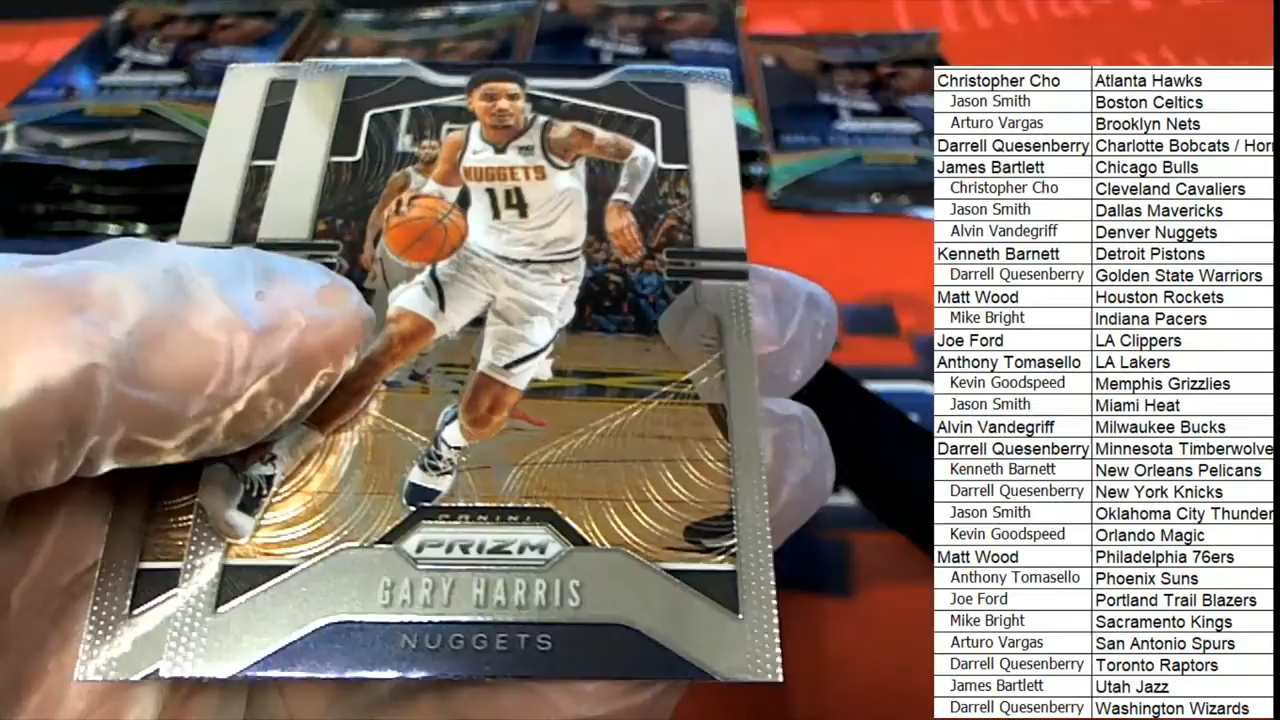 NUGGETS
14
PANINI
PRIZM
GARY HARRIS
NUGGETS
Christopher Cho Atlanta Hawks
Jason Smith Boston Celtics
Arturo Vargas Brooklyn Nets
Darrell Quesenberry Charlotte Bobcats / Horr
James Bartlett Chicago Bulls
Christopher Cho Cleveland Cavaliers
Jason Smith Dallas Mavericks
Alvin Vandegriff Denver Nuggets
Kenneth Barnett Detroit Pistons
Darrell Quesenberry Golden State Warriors
Matt Wood Houston Rockets
Mike Bright Indiana Pacers
Joe Ford LA Clippers
Anthony Tomasello LA Lakers
Kevin Goodspeed Memphis Grizzlies
Jason Smith Miami Heat
Alvin Vandegriff Milwaukee Bucks
Darrell Quesenberry Minnesota Timberwolve
Kenneth Barnett New Orleans Pelicans
Darrell Quesenberry New York Knicks
Jason Smith Oklahoma City Thunder
Kevin Goodspeed Orlando Magic
Matt Wood Philadelphia 76ers
Anthony Tomasello Phoenix Suns
Joe Ford Portland Trail Blazers
Mike Bright Sacramento Kings
Arturo Vargas San Antonio Spurs
Darrell Quesenberry Toronto Raptors
James Bartlett Utah Jazz
Darrell Quesenberry Washington Wizards